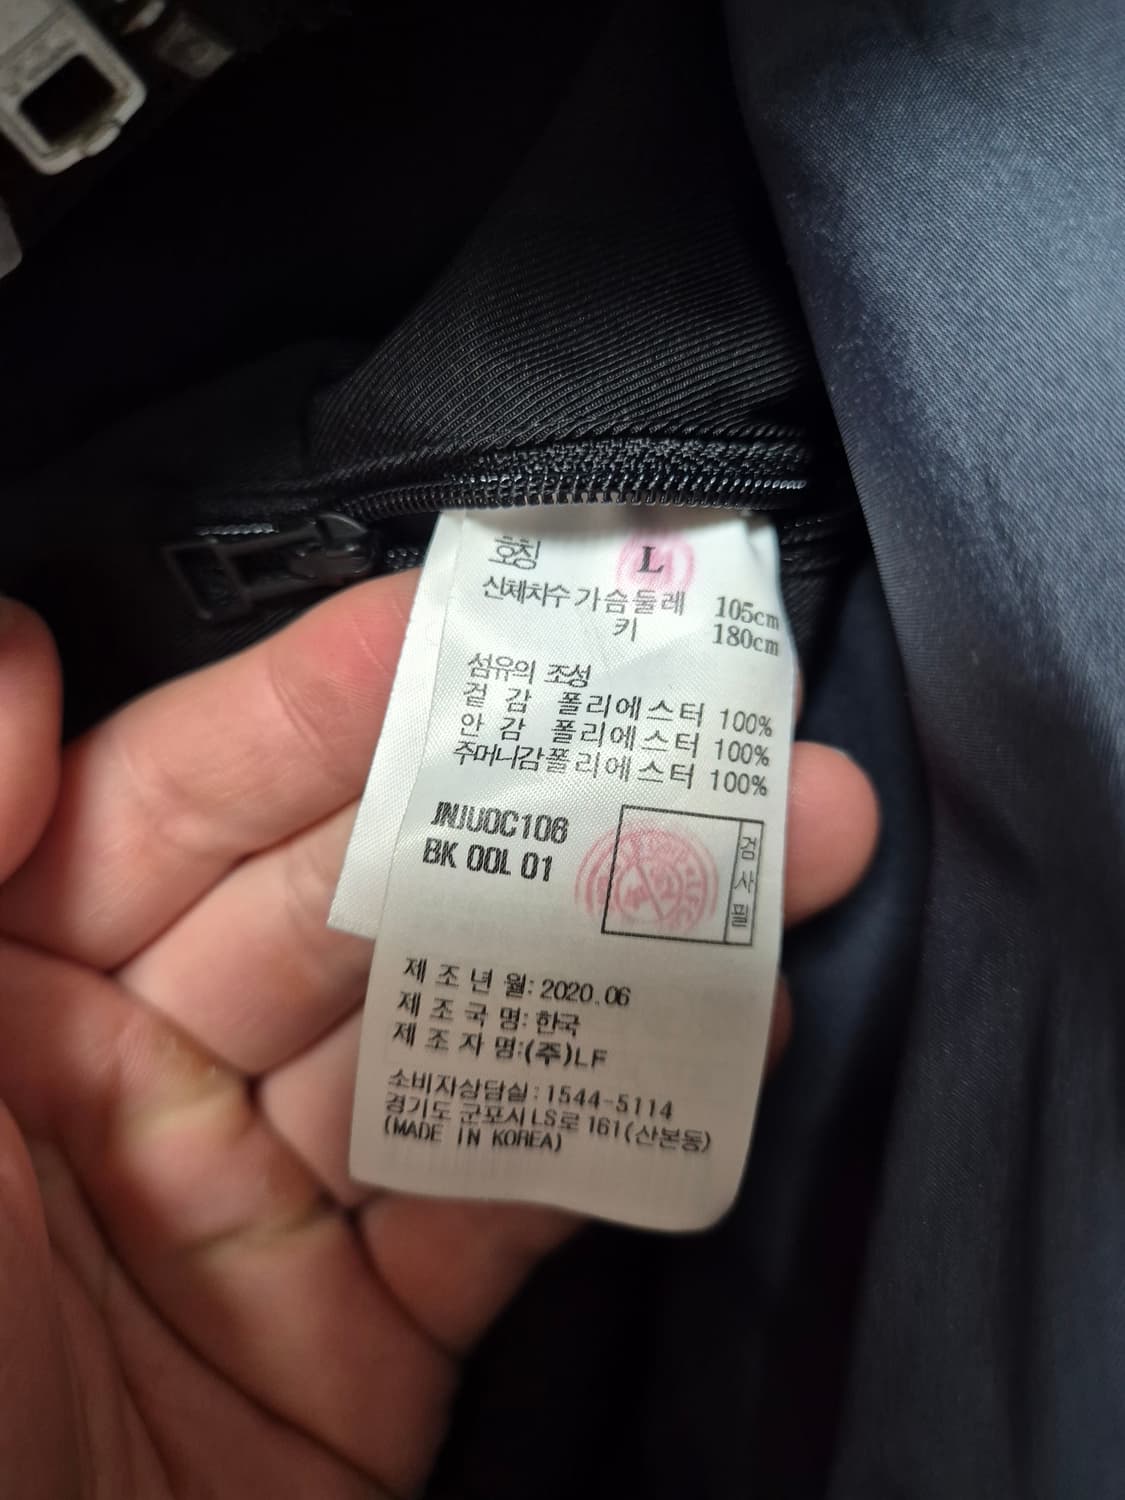 호칭 L
신체치수 가슴둘레 105cm
키 180cm
섬유의 조성
겉 감 폴리에스터 100%
안 감 폴리에스터 100%
주머니감 폴리에스터 100%
JNJU0C106
BK 00L 01
검사필
제 조 년 월: 2020.06
제 조 국 명: 한국
제 조 자 명:(주)LF
소비자상담실:1544-5114
경기도 군포시 LS로 161(산본동)
(MADE IN KOREA)